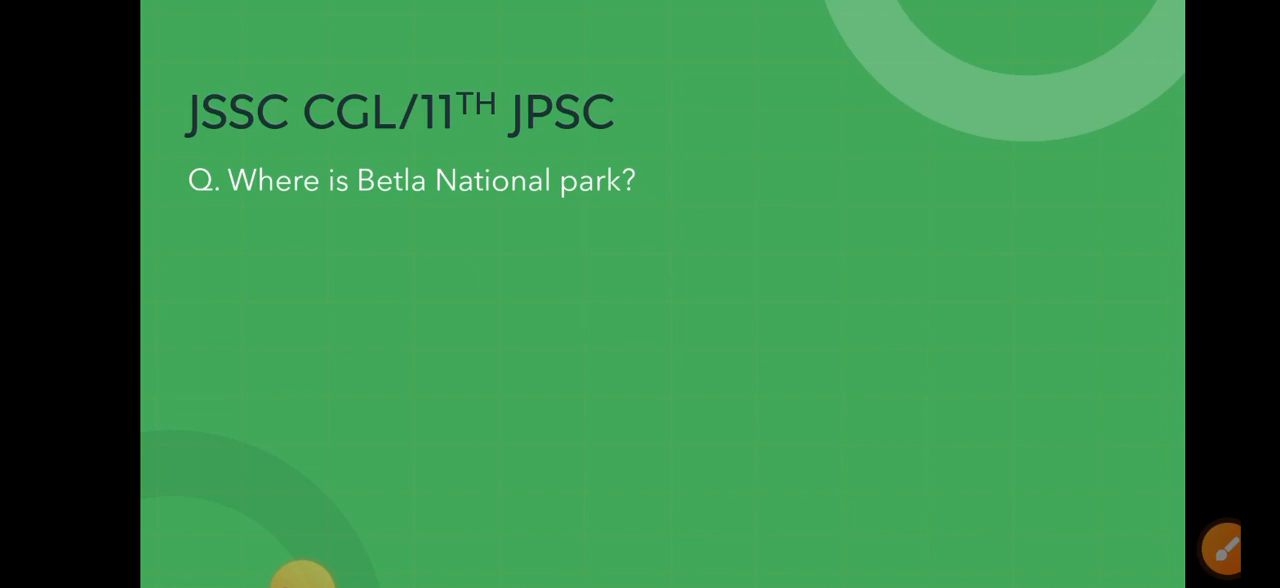 JSSC CGL/11TH JPSC
Q. Where is Betla National park?